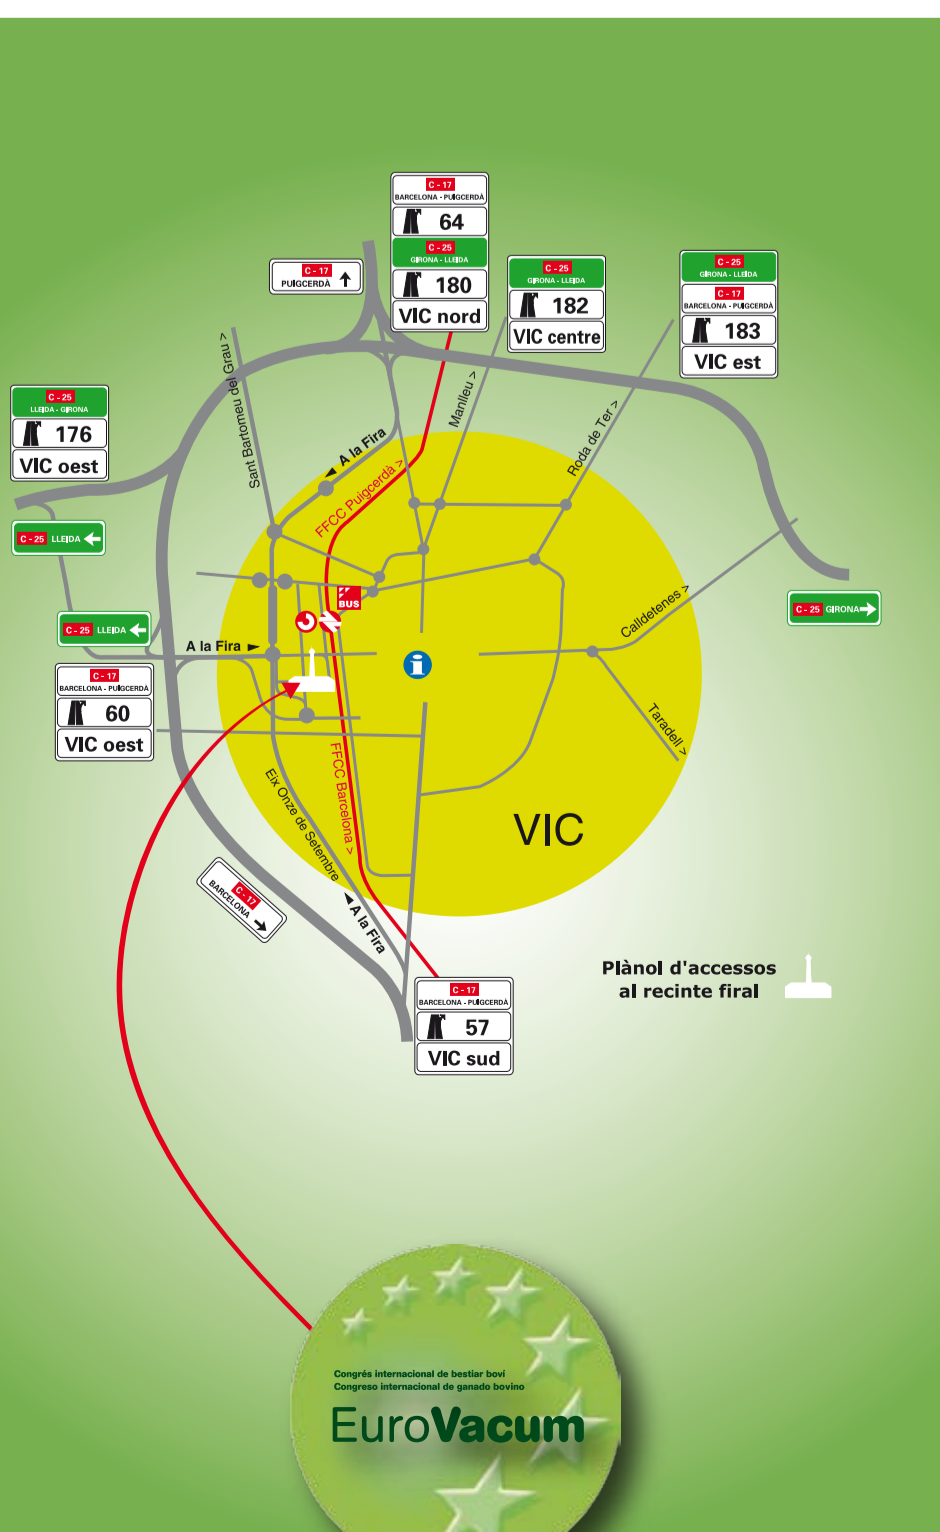 C - 17
BARCELONA - PUIGCERDÀ
64
C - 25
GIRONA - LLEIDA
180
VIC nord
C - 17
PUIGCERDÀ
C - 25
GIRONA - LLEIDA
182
VIC centre
C - 25
GIRONA - LLEIDA
C - 17
BARCELONA - PUIGCERDÀ
183
VIC est
C - 25
LLEIDA - GIRONA
176
VIC oest
Sant Bartomeu del Grau >
A la Fira
FFCC Puigcerdà >
Manlleu >
Roda de Ter >
C - 25 LLEIDA
BUS
C - 25 GIRONA
C - 25 LLEIDA
A la Fira
Calldetenes >
i
C - 17
BARCELONA - PUIGCERDÀ
60
VIC oest
Taradell >
Eix Onze de Setembre
FFCC Barcelona >
VIC
C - 17
BARCELONA
A la Fira
Plànol d'accessos
al recinte firal
C - 17
BARCELONA - PUIGCERDÀ
57
VIC sud
Congrés internacional de bestiar boví
Congreso internacional de ganado bovino
EuroVacum